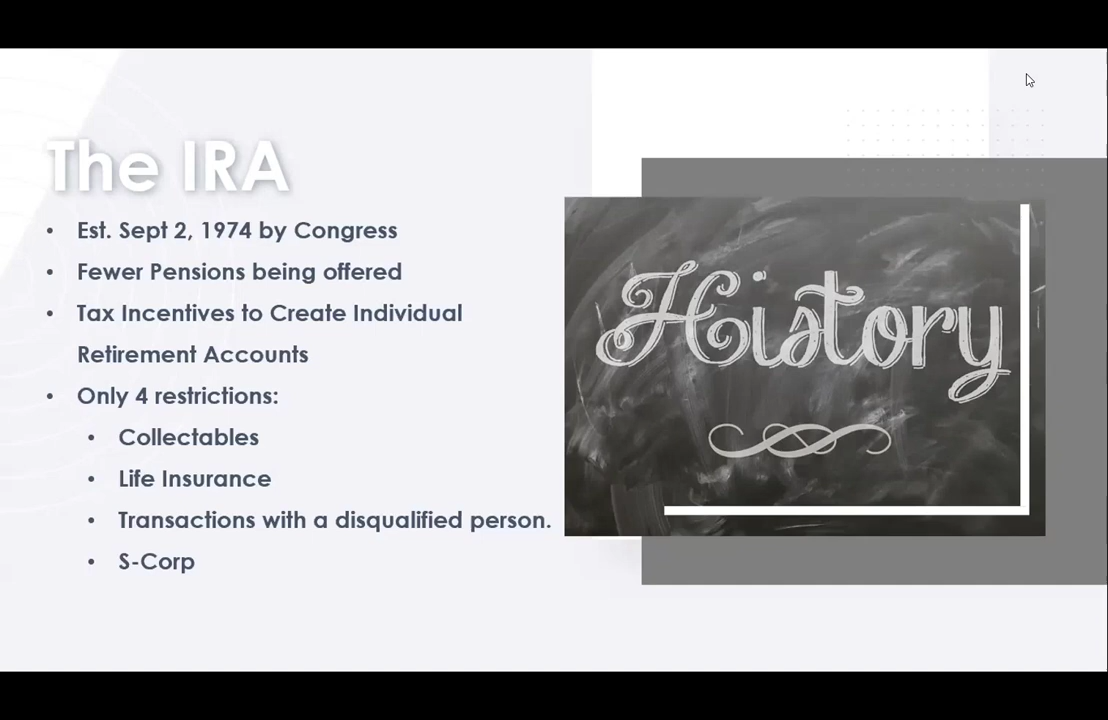 The IRA
• Est. Sept 2, 1974 by Congress
• Fewer Pensions being offered
• Tax Incentives to Create Individual
Retirement Accounts
• Only 4 restrictions:
• Collectables
• Life Insurance
• Transactions with a disqualified person.
• S-Corp
History